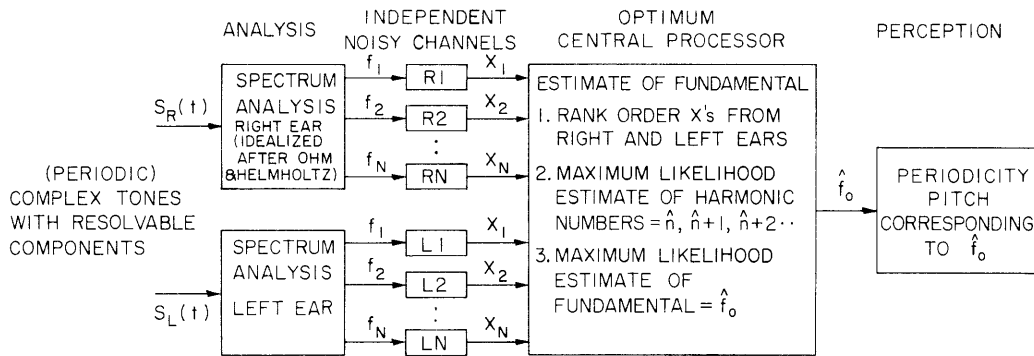 ANALYSIS
INDEPENDENT
NOISY CHANNELS
OPTIMUM
CENTRAL PROCESSOR
PERCEPTION
(PERIODIC)
COMPLEX TONES
WITH RESOLVABLE
COMPONENTS
S_R(t)
SPECTRUM
ANALYSIS
RIGHT EAR
(IDEALIZED
AFTER OHM
&HELMHOLTZ)
f_1 R1 X_1
f_2 R2 X_2
⋮
f_N RN X_N
S_L(t)
SPECTRUM
ANALYSIS
LEFT EAR
f_1 L1 X_1
f_2 L2 X_2
⋮
f_N LN X_N
ESTIMATE OF FUNDAMENTAL
1. RANK ORDER X's FROM
RIGHT AND LEFT EARS
2. MAXIMUM LIKELIHOOD
ESTIMATE OF HARMONIC
NUMBERS = n̂, n̂+1, n̂+2··
3. MAXIMUM LIKELIHOOD
ESTIMATE OF
FUNDAMENTAL = f̂_o
f̂_o
PERIODICITY
PITCH
CORRESPONDING
TO f̂_o